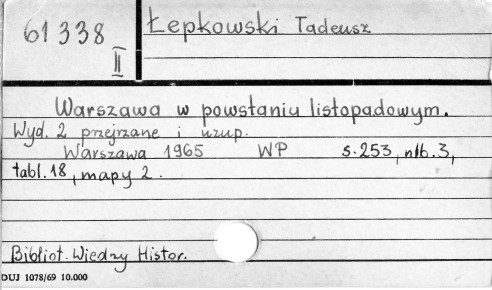 61338
II
Łepkowski Tadeusz
Warszawa w powstaniu listopadowym.
Wyd. 2 przejrzane i uzup.
Warszawa 1965 WP s. 253, nlb. 3,
tabl. 18, mapy 2.
Bibliot. Wiedzy Histor.
DUJ 1078/69 10.000